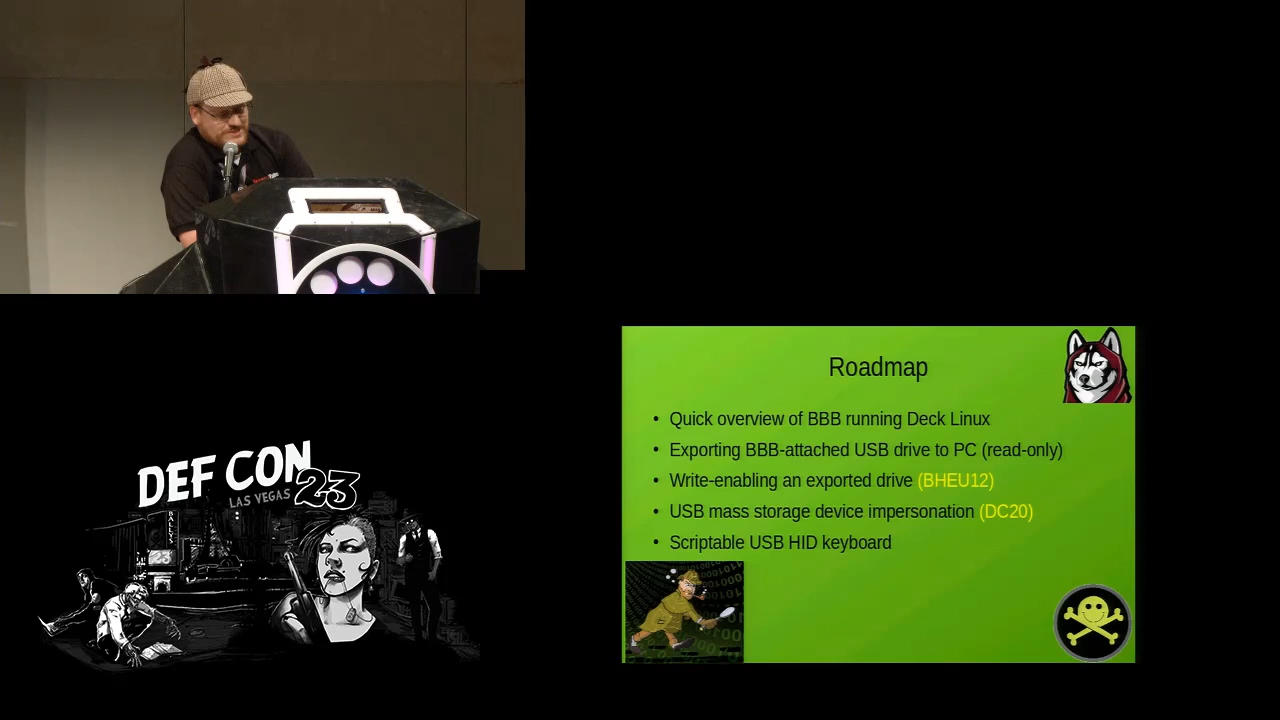 DEF CON 23
LAS VEGAS
BALLY'S
23
Roadmap
• Quick overview of BBB running Deck Linux
• Exporting BBB-attached USB drive to PC (read-only)
• Write-enabling an exported drive (BHEU12)
• USB mass storage device impersonation (DC20)
• Scriptable USB HID keyboard